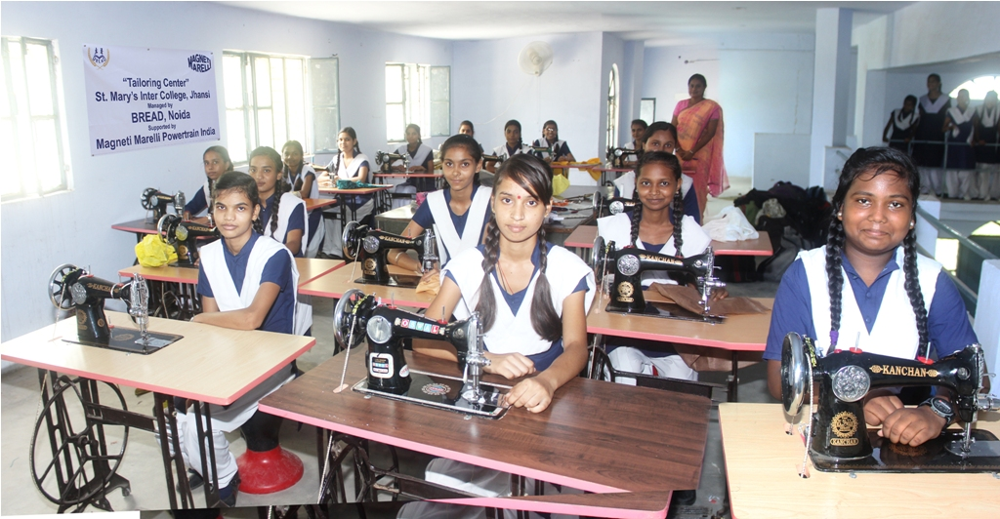 MAGNETI
MARELLI
"Tailoring Center"
St. Mary's Inter College, Jhansi
Managed by
BREAD, Noida
Supported by
Magneti Marelli Powertrain India
KANCHAN
KANCHAN
KANCHAN
KANCHAN